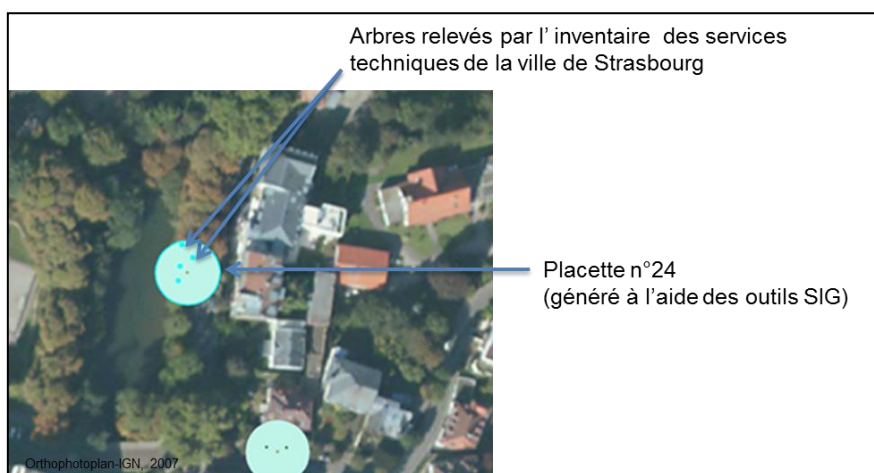 Arbres relevés par l’ inventaire des services
techniques de la ville de Strasbourg
Placette n°24
(généré à l’aide des outils SIG)
Orthophotoplan-IGN, 2007